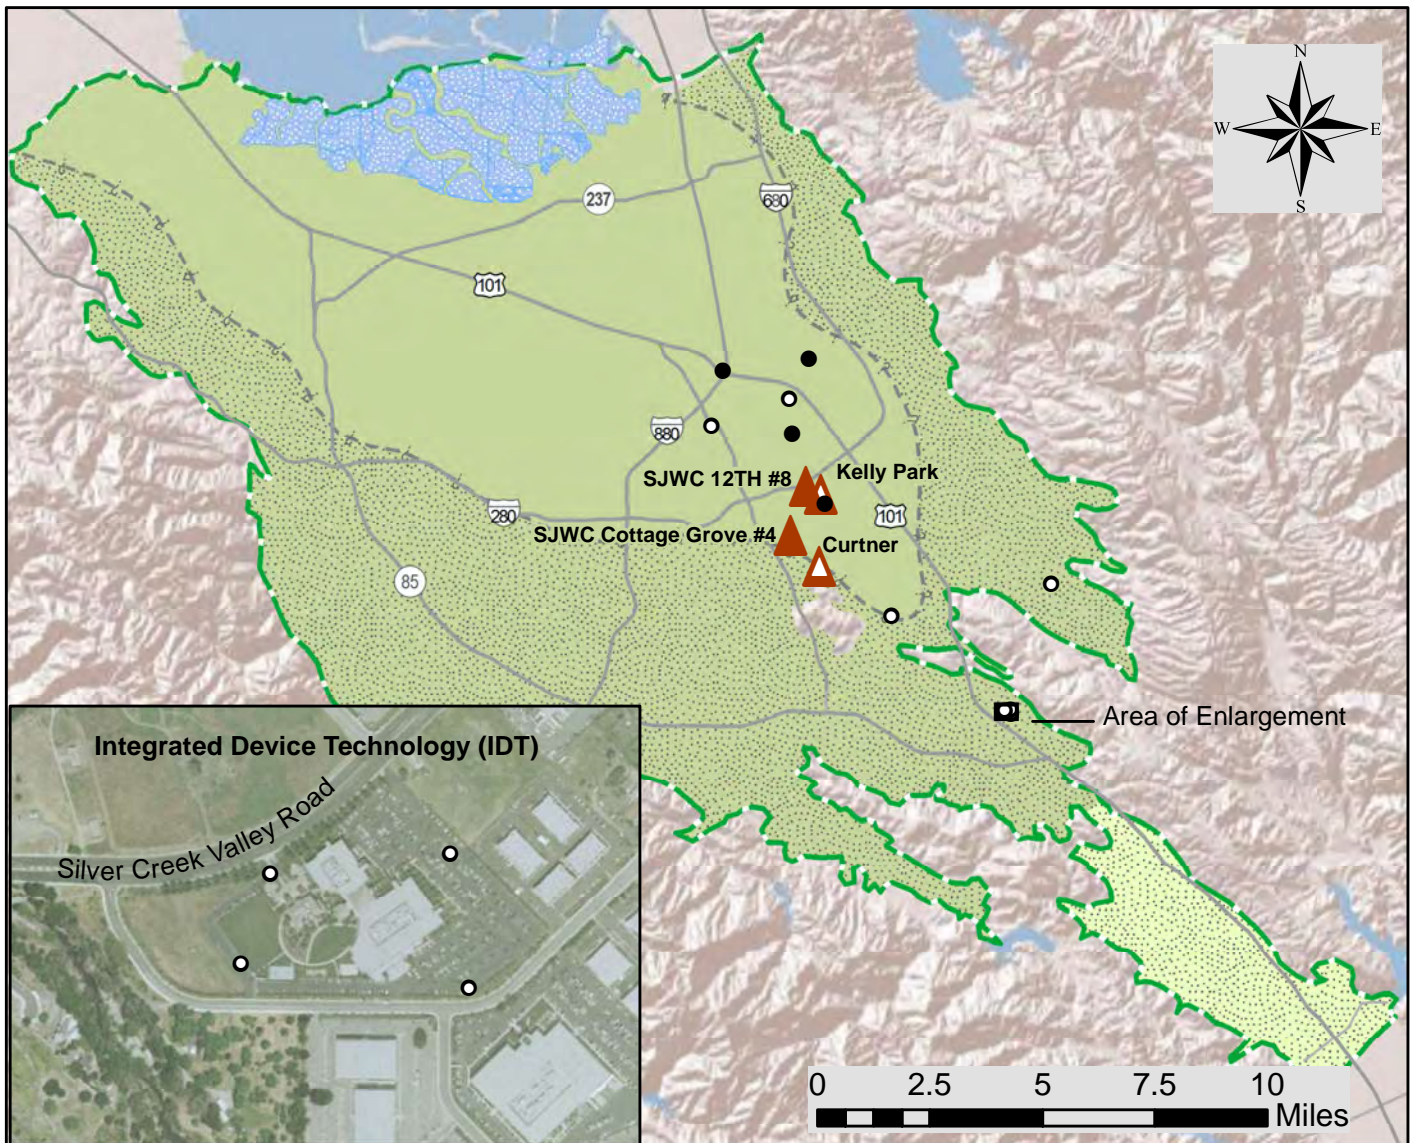 N
W E
S
237
680
101
880
SJWC 12TH #8
Kelly Park
280
101
SJWC Cottage Grove #4
Curtner
85
Area of Enlargement
Integrated Device Technology (IDT)
Silver Creek Valley Road
0 2.5 5 7.5 10
Miles